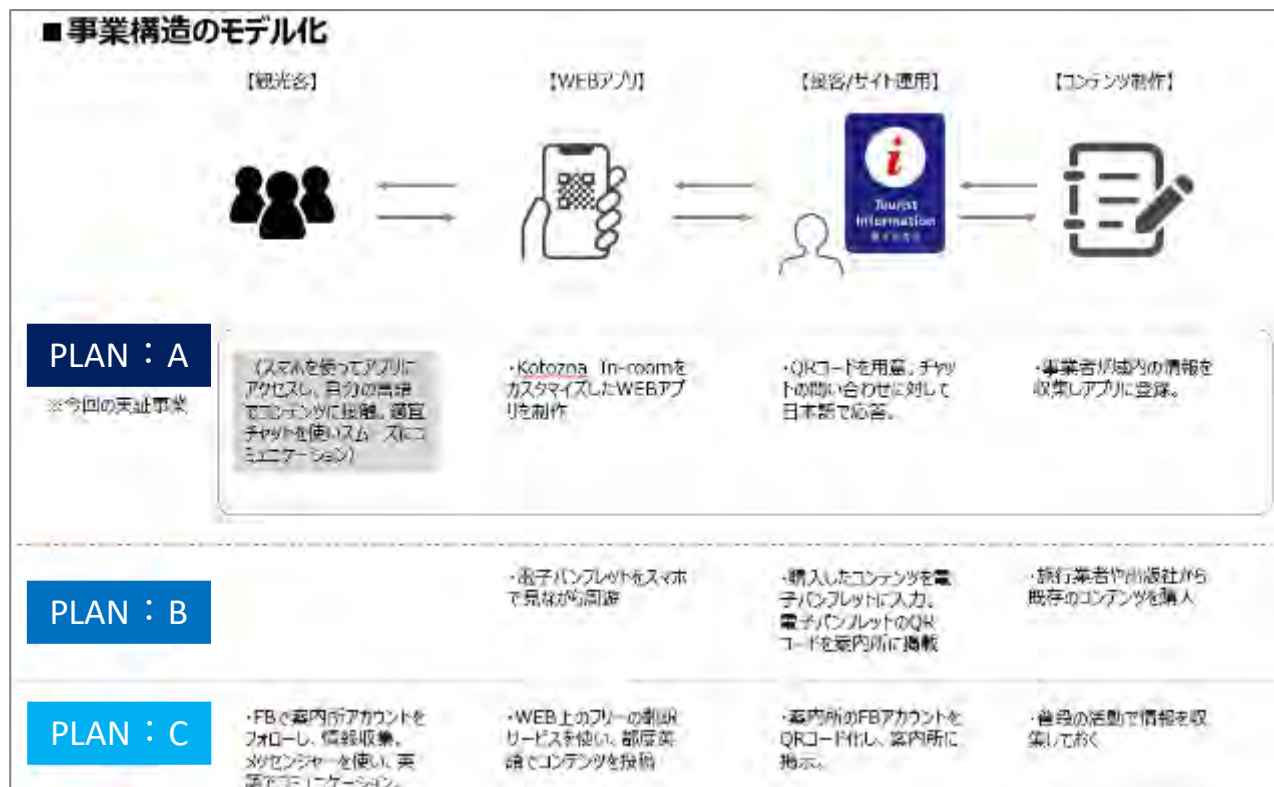 ■事業構造のモデル化
【観光客】
【WEBアプリ】
【接客/サイト運用】
【コンテンツ制作】
i
Tourist
Information
PLAN：A
※今回の実証事業
（スマホを使ってアプリに
アクセスし、自分の言語
でコンテンツに接触。適宜
チャットを使いスムーズにコ
ミュニケーション）
・Kotozna In-roomを
カスタマイズしたWEBアプ
リを制作
・QRコードを用意。チャッ
トの問い合わせに対して
日本語で応答。
・事業者が域内の情報を
収集しアプリに登録。
PLAN：B
・電子パンフレットをスマホ
で見ながら周遊
・購入したコンテンツを電
子パンフレットに入力。
電子パンフレットのQR
コードを案内所に掲載
・旅行業者や出版社から
既存のコンテンツを購入
PLAN：C
・FBで案内所アカウントを
フォローし、情報収集。
メッセンジャーを使い、英
語でコミュニケーション。
・WEB上のフリーの翻訳
サービスを使い、都度英
語でコンテンツを投稿
・案内所のFBアカウントを
QRコード化し、案内所に
掲示。
・普段の活動で情報を収
集しておく